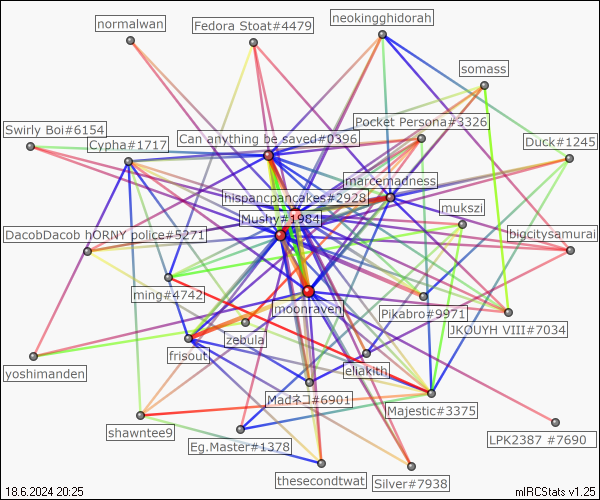 normalwan
Fedora Stoat#4479
neokingghidorah
somass
Pocket Persona#3326
Swirly Boi#6154
Cypha#1717
Can anything be saved#0396
Duck#1245
marcemadness
hispancpancakes#2928
mukszi
Mushy#1984
DacobDacob hORNY police#5271
bigcitysamurai
ming#4742
moonraven
Pikabro#9971
JKOUYH VIII#7034
zebula
frisout
eliakith
yoshimanden
Madネコ#6901
Majestic#3375
shawntee9
Eg.Master#1378
LPK2387 #7690
thesecondtwat
Silver#7938
18.6.2024 20:25
mIRCStats v1.25